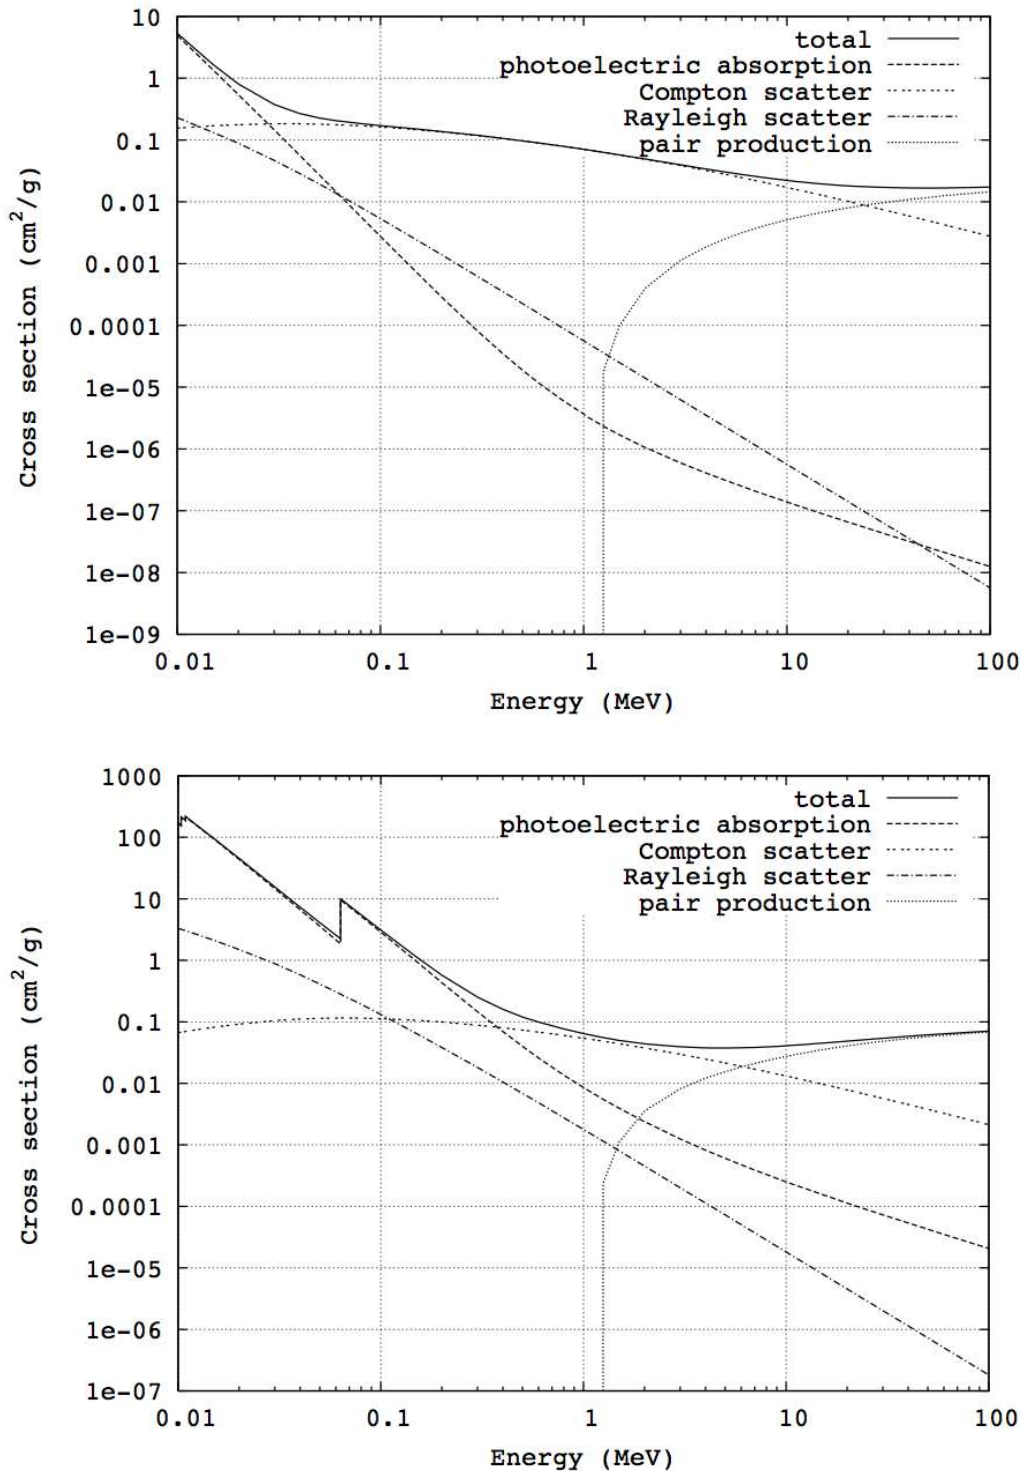 10
total
photoelectric absorption
1
Compton scatter
Rayleigh scatter
0.1
pair production
0.01
0.001
0.0001
1e-05
1e-06
1e-07
1e-08
1e-09
Cross section (cm^2/g)
0.01 0.1 1 10 100
Energy (MeV)
1000
total
photoelectric absorption
100
Compton scatter
Rayleigh scatter
10
pair production
1
0.1
0.01
0.001
0.0001
1e-05
1e-06
1e-07
Cross section (cm^2/g)
0.01 0.1 1 10 100
Energy (MeV)